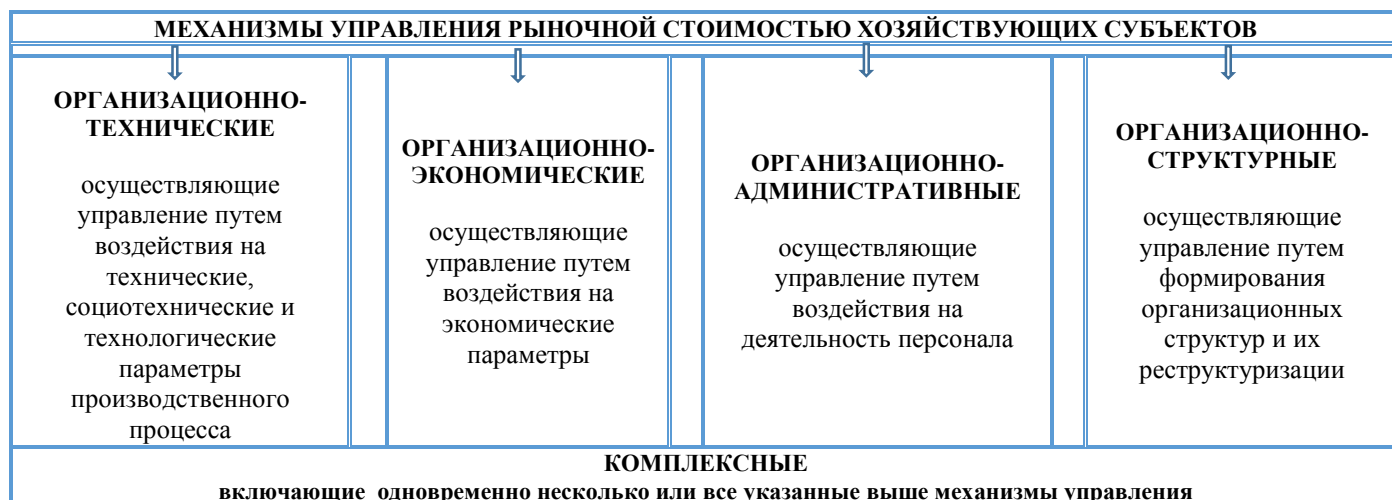 МЕХАНИЗМЫ УПРАВЛЕНИЯ РЫНОЧНОЙ СТОИМОСТЬЮ ХОЗЯЙСТВУЮЩИХ СУБЪЕКТОВ
ОРГАНИЗАЦИОННО-
ТЕХНИЧЕСКИЕ
осуществляющие
управление путем
воздействия на
технические,
социотехнические и
технологические
параметры
производственного
процесса
ОРГАНИЗАЦИОННО-
ЭКОНОМИЧЕСКИЕ
осуществляющие
управление путем
воздействия на
экономические
параметры
ОРГАНИЗАЦИОННО-
АДМИНИСТРАТИВНЫЕ
осуществляющие
управление путем
воздействия на
деятельность персонала
ОРГАНИЗАЦИОННО-
СТРУКТУРНЫЕ
осуществляющие
управление путем
формирования
организационных
структур и их
реструктуризации
КОМПЛЕКСНЫЕ
включающие одновременно несколько или все указанные выше механизмы управления